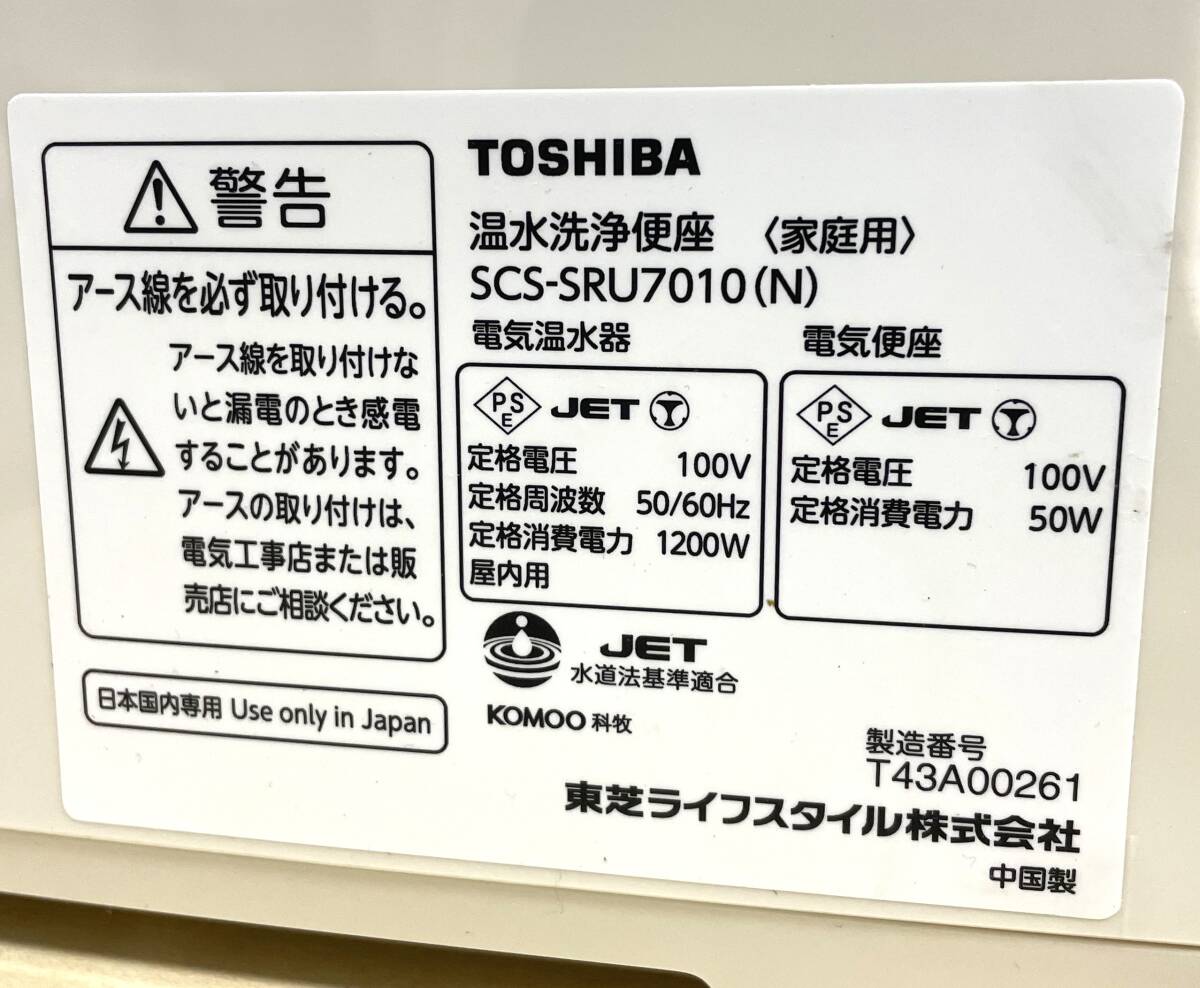 警告
アース線を必ず取り付ける。
アース線を取り付けな
いと漏電のとき感電
することがあります。
アースの取り付けは、
電気工事店または販
売店にご相談ください。
日本国内専用 Use only in Japan
TOSHIBA
温水洗浄便座 〈家庭用〉
SCS-SRU7010(N)
電気温水器
PSE JET
定格電圧 100V
定格周波数 50/60Hz
定格消費電力 1200W
屋内用
電気便座
PSE JET
定格電圧 100V
定格消費電力 50W
JET
水道法基準適合
KOMOO 科牧
製造番号
T43A00261
東芝ライフスタイル株式会社
中国製